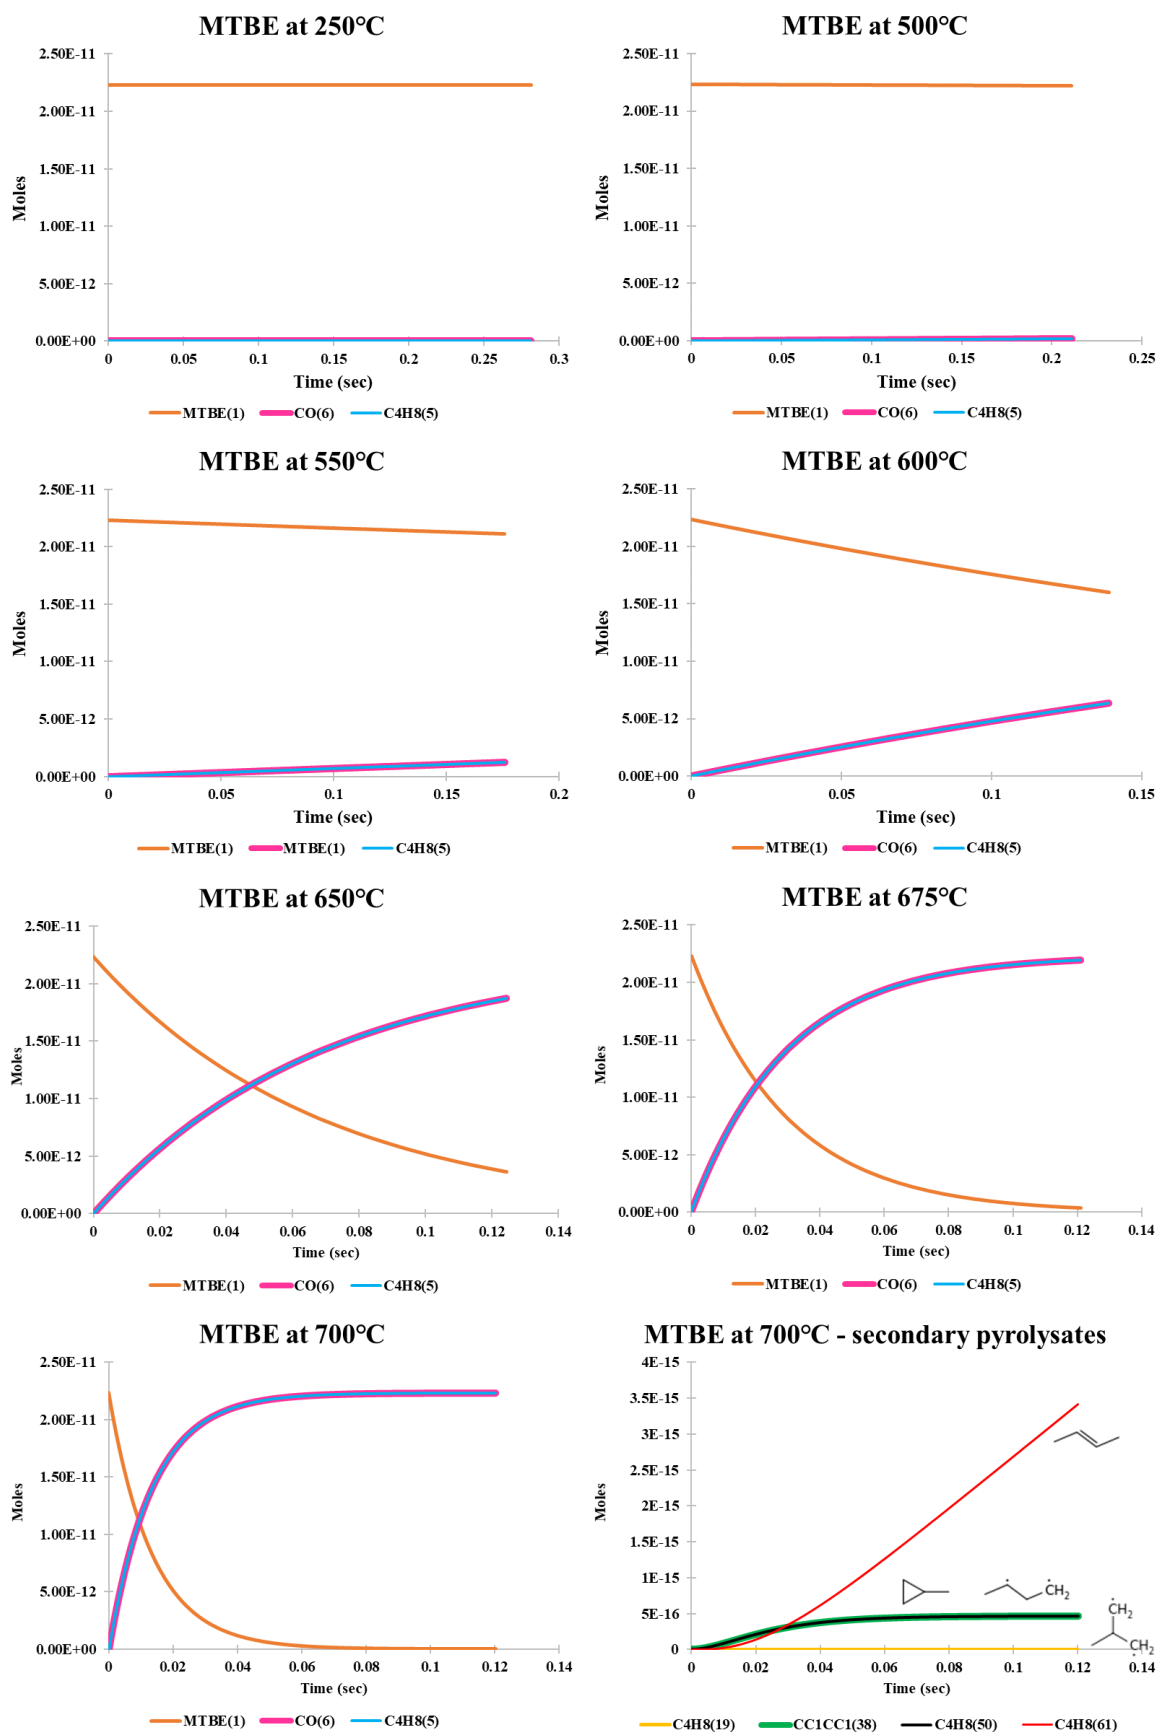 MTBE at 250°C
2.50E-11
2.00E-11
1.50E-11
1.00E-11
5.00E-12
0.00E+00
Moles
0 0.05 0.1 0.15 0.2 0.25 0.3
Time (sec)
MTBE(1) CO(6) C4H8(5)
MTBE at 500°C
2.50E-11
2.00E-11
1.50E-11
1.00E-11
5.00E-12
0.00E+00
Moles
0 0.05 0.1 0.15 0.2 0.25
Time (sec)
MTBE(1) CO(6) C4H8(5)
MTBE at 550°C
2.50E-11
2.00E-11
1.50E-11
1.00E-11
5.00E-12
0.00E+00
Moles
0 0.05 0.1 0.15 0.2
Time (sec)
MTBE(1) MTBE(1) C4H8(5)
MTBE at 600°C
2.50E-11
2.00E-11
1.50E-11
1.00E-11
5.00E-12
0.00E+00
Moles
0 0.05 0.1 0.15
Time (sec)
MTBE(1) CO(6) C4H8(5)
MTBE at 650°C
2.50E-11
2.00E-11
1.50E-11
1.00E-11
5.00E-12
0.00E+00
Moles
0 0.02 0.04 0.06 0.08 0.1 0.12 0.14
Time (sec)
MTBE(1) CO(6) C4H8(5)
MTBE at 675°C
2.50E-11
2.00E-11
1.50E-11
1.00E-11
5.00E-12
0.00E+00
Moles
0 0.02 0.04 0.06 0.08 0.1 0.12 0.14
Time (sec)
MTBE(1) CO(6) C4H8(5)
MTBE at 700°C
2.50E-11
2.00E-11
1.50E-11
1.00E-11
5.00E-12
0.00E+00
Moles
0 0.02 0.04 0.06 0.08 0.1 0.12 0.14
Time (sec)
MTBE(1) CO(6) C4H8(5)
MTBE at 700°C - secondary pyrolysates
4E-15
3.5E-15
3E-15
2.5E-15
2E-15
1.5E-15
1E-15
5E-16
0
Moles
CH2
CH2
CH2
0 0.02 0.04 0.06 0.08 0.1 0.12 0.14
Time (sec)
C4H8(19) CC1CC1(38) C4H8(50) C4H8(61)